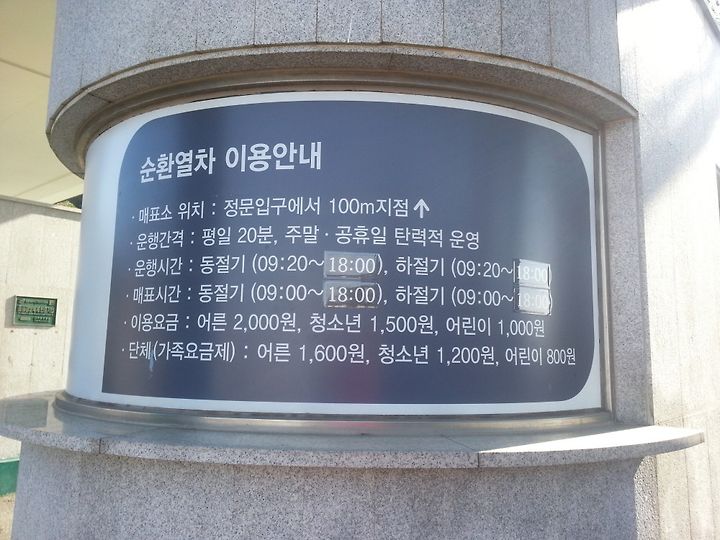 순환열차 이용안내
· 매표소 위치 : 정문입구에서 100m지점↑
· 운행간격 : 평일 20분, 주말 · 공휴일 탄력적 운영
· 운행시간 : 동절기 (09:20~18:00), 하절기 (09:20~18:00)
· 매표시간 : 동절기 (09:00~18:00), 하절기 (09:00~18:00)
· 이용요금 : 어른 2,000원, 청소년 1,500원, 어린이 1,000원
· 단체(가족요금제) : 어른 1,600원, 청소년 1,200원, 어린이 800원